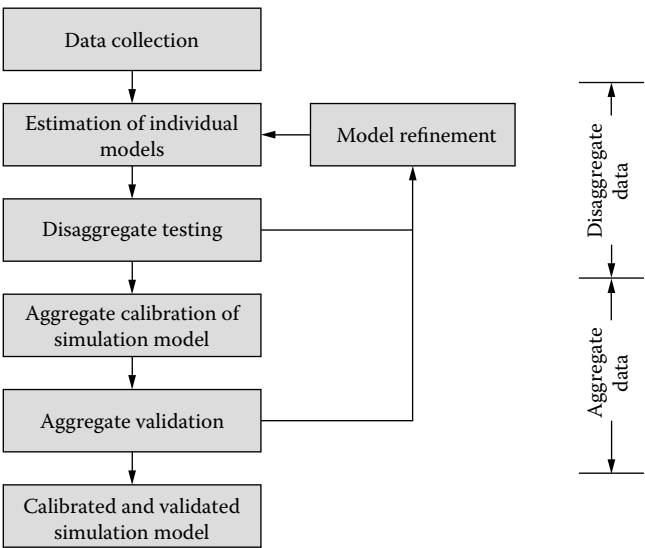 Data collection
Estimation of individual
models
Model refinement
Disaggregate testing
Aggregate calibration of
simulation model
Aggregate validation
Calibrated and validated
simulation model
Disaggregate
data
Aggregate
data